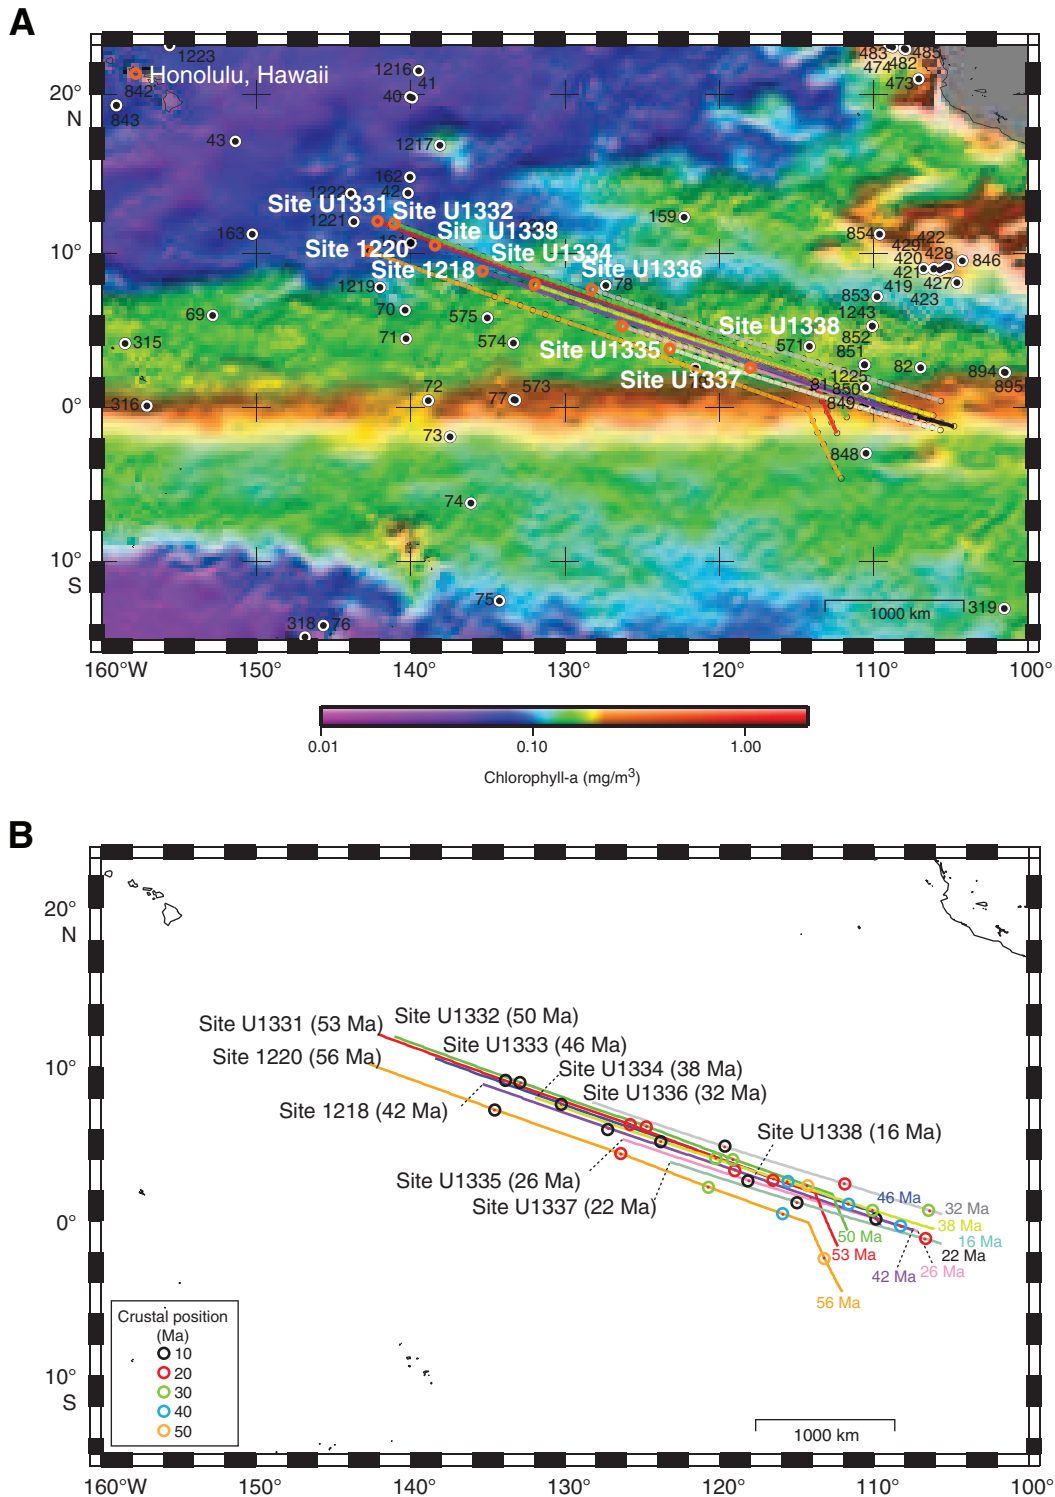 A
1223
Honolulu, Hawaii
842
843
1216
41
40
483
485
482
474
473
20°
N
43
1217
162
42
1222
Site U1331
Site U1332
1221
163
Site U1333
159
854
422
429
428
420
846
421
10°
Site 1220
Site U1334
Site 1218
Site U1336
78
419
427
423
1219
853
70
575
1243
69
Site U1338
852
315
71
574
Site U1335
571
851
82
894
895
1225
Site U1337
81
850
72
573
77
849
316
0°
73
848
74
10°
S
75
319
318
76
1000 km
160°W
150°
140°
130°
120°
110°
100°
0.01
0.10
1.00
Chlorophyll-a (mg/m³)
B
20°
N
Site U1331 (53 Ma)
Site U1332 (50 Ma)
Site U1333 (46 Ma)
Site 1220 (56 Ma)
Site U1334 (38 Ma)
10°
Site U1336 (32 Ma)
Site 1218 (42 Ma)
Site U1338 (16 Ma)
Site U1335 (26 Ma)
Site U1337 (22 Ma)
46 Ma
32 Ma
0°
38 Ma
50 Ma
16 Ma
53 Ma
22 Ma
42 Ma
26 Ma
56 Ma
Crustal position
(Ma)
10
20
30
40
50
10°
S
1000 km
160°W
150°
140°
130°
120°
110°
100°